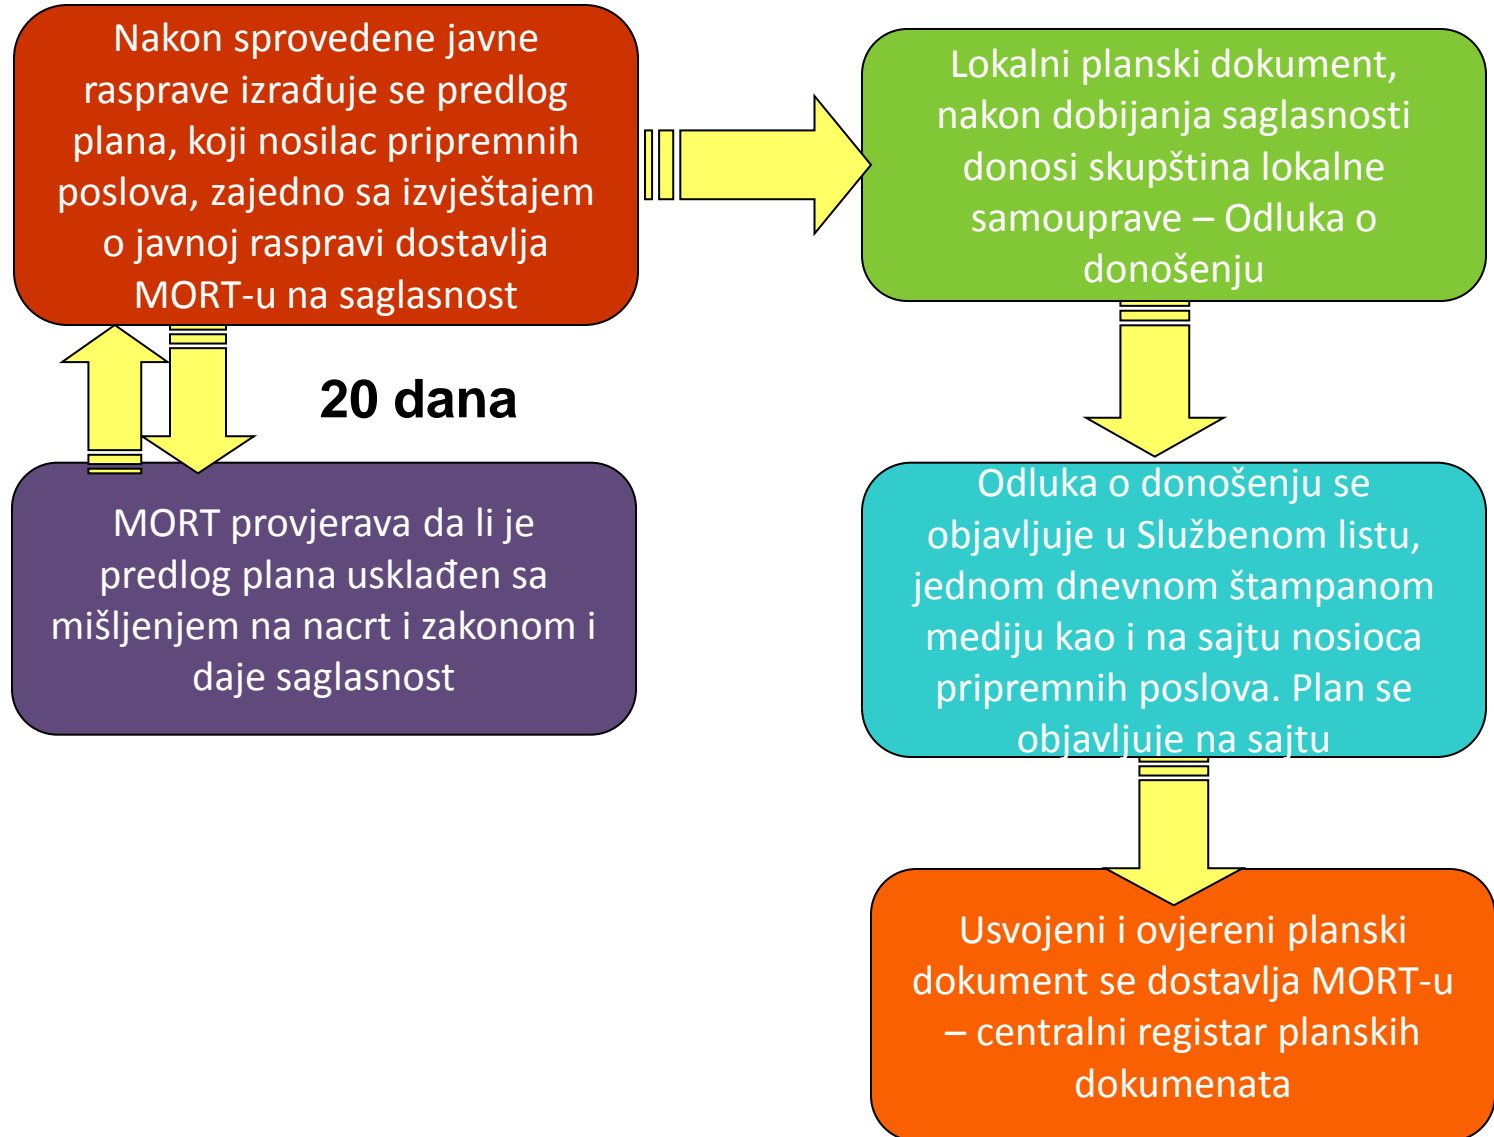 Nakon sprovedene javne
rasprave izrađuje se predlog
plana, koji nosilac pripremnih
poslova, zajedno sa izvještajem
o javnoj raspravi dostavlja
MORT-u na saglasnost
20 dana
MORT provjerava da li je
predlog plana usklađen sa
mišljenjem na nacrt i zakonom i
daje saglasnost
Lokalni planski dokument,
nakon dobijanja saglasnosti
donosi skupština lokalne
samouprave – Odluka o
donošenju
Odluka o donošenju se
objavljuje u Službenom listu,
jednom dnevnom štampanom
mediju kao i na sajtu nosioca
pripremnih poslova. Plan se
objavljuje na sajtu
Usvojeni i ovjereni planski
dokument se dostavlja MORT-u
– centralni registar planskih
dokumenata